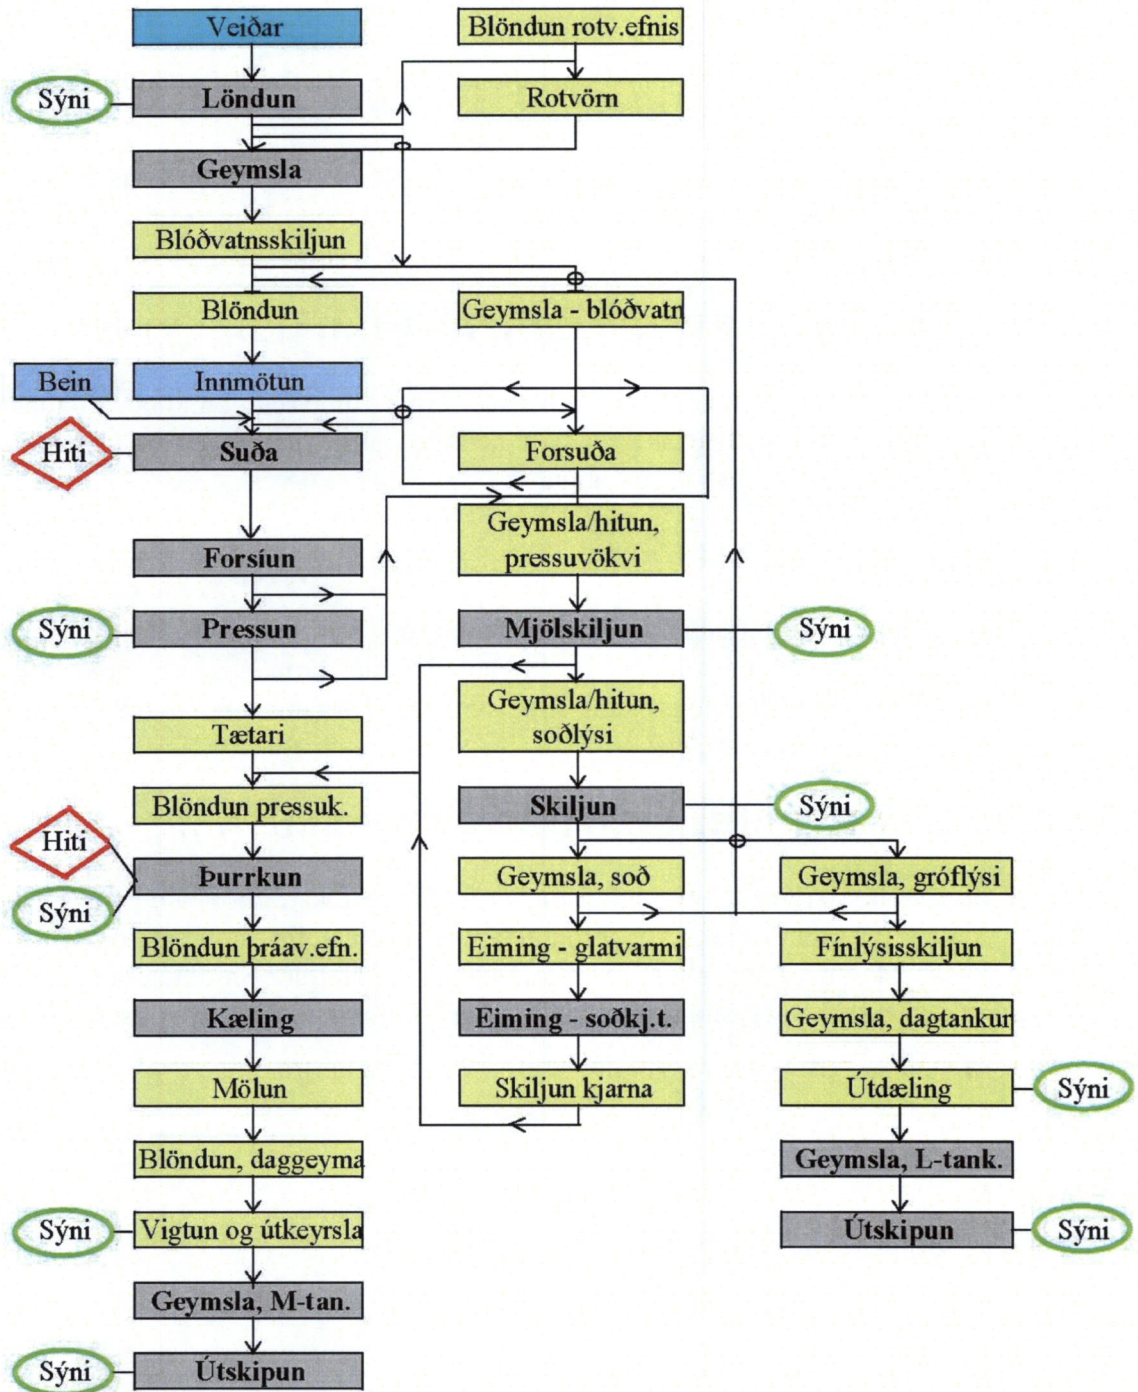 Veiðar
Blöndun rotv.efnis
Sýni
Löndun
Rotvörn
Geymsla
Blóðvatnsskiljun
Blöndun
Geymsla - blóðvatn
Bein
Innmötun
Hiti
Suða
Forsuða
Geymsla/hitun,
pressuvökvi
Forsíun
Sýni
Pressun
Mjölskiljun
Sýni
Geymsla/hitun,
soðlýsi
Tætari
Blöndun pressuk.
Skiljun
Sýni
Hiti
Þurrkun
Geymsla, soð
Geymsla, gróflýsi
Sýni
Blöndun þráav.efn.
Eiming - glatvarmi
Fínlýsisskiljun
Kæling
Eiming - soðkj.t.
Geymsla, dagtankur
Mölun
Skiljun kjarna
Útdæling
Sýni
Blöndun, daggeyma
Geymsla, L-tank.
Sýni
Vigtun og útkeyrsla
Útskipun
Sýni
Geymsla, M-tan.
Sýni
Útskipun